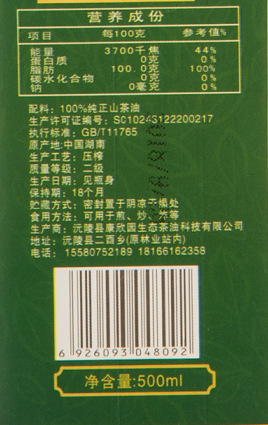 营养成份
项目 每100克 参考值%
能量 3700千焦 44%
蛋白质 0克 0%
脂肪 100.0克 100%
碳水化合物 0克 0%
钠 0毫克 0%
配料：100%纯正山茶油
生产许可证编号：SC10243122200217
执行标准：GB/T11765
原产地:中国湖南
生产工艺：压榨
质量等级：二级
生产日期：见瓶身
保持期：18个月
贮藏方式：密封置于阴凉干燥处
食用方法：可用于煎、炒、炸等
生产商：沅陵县康欣园生态茶油科技有限公司
地址：沅陵县二酉乡(原林业站内)
电话：15580752189 18166162358
6 926093 048092
净含量:500ml